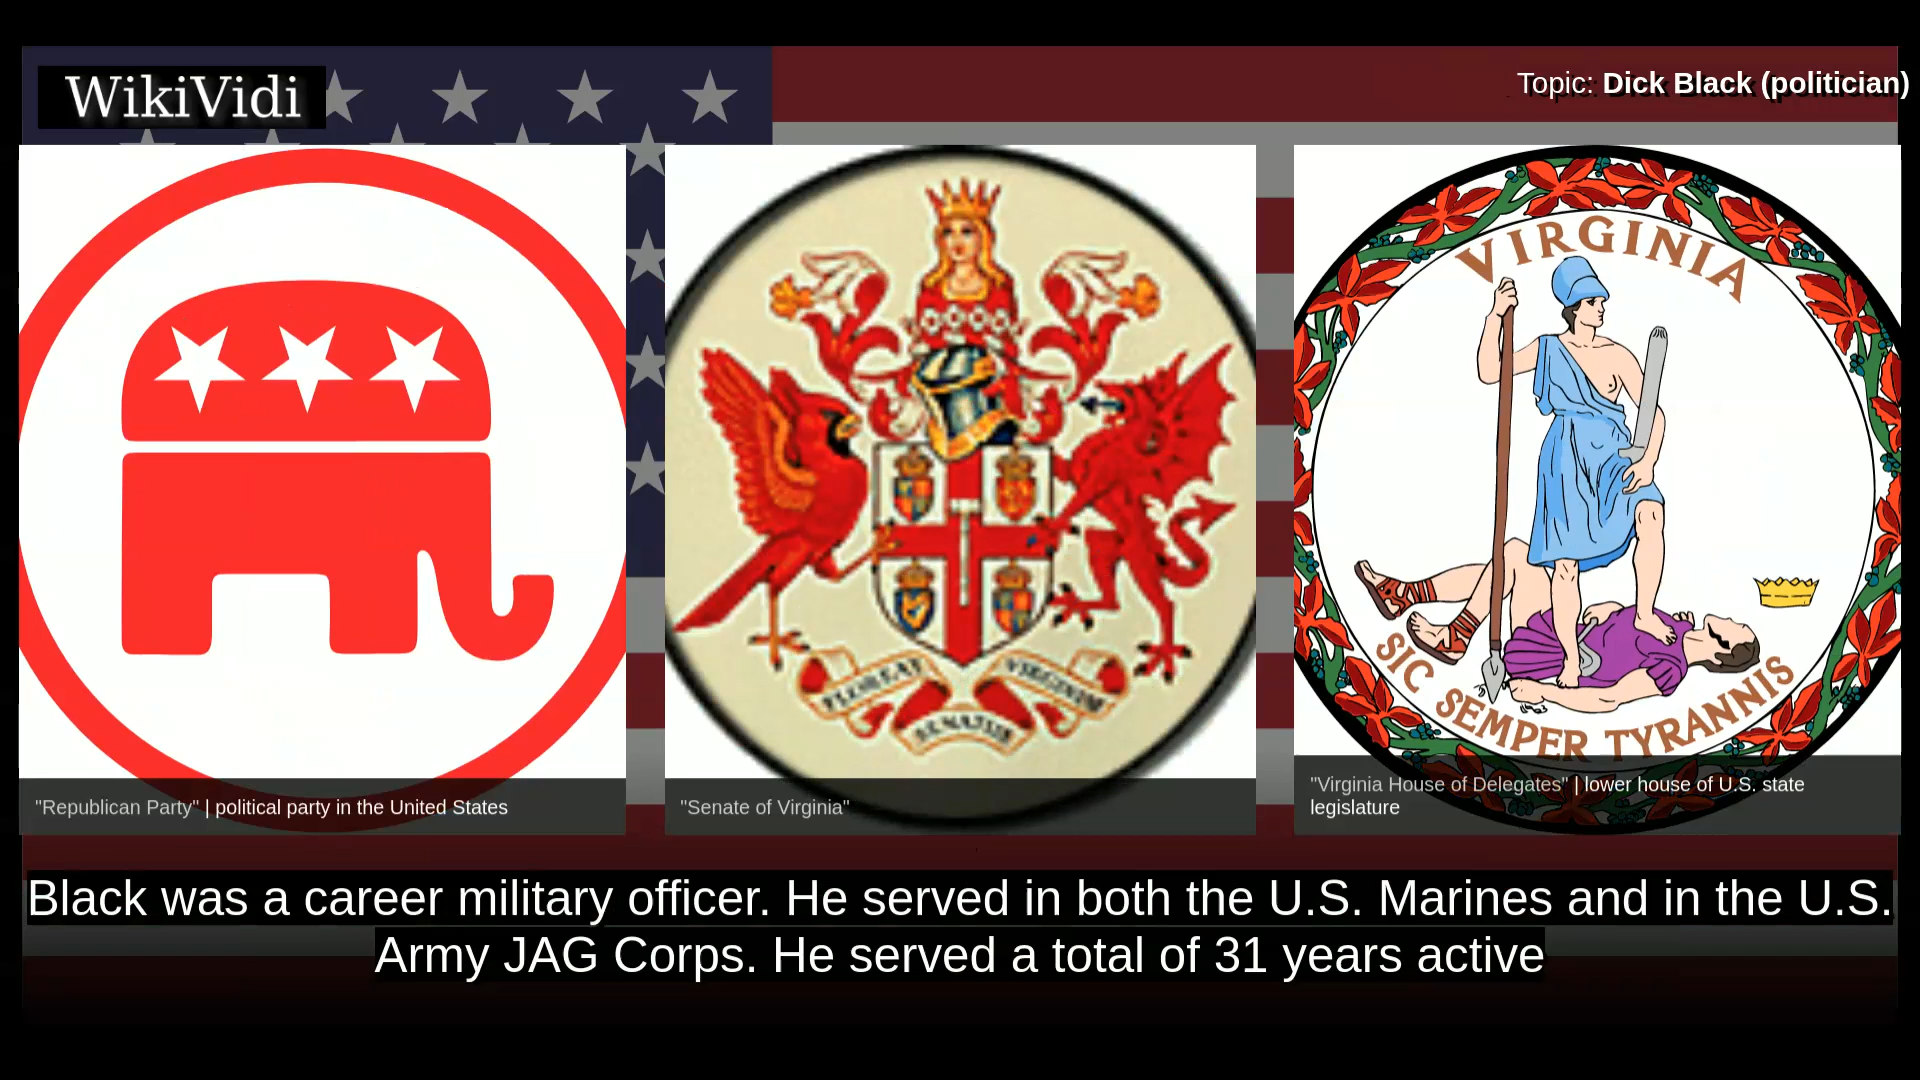 WikiVidi
Topic: Dick Black (politician)
VIRGINIA
SIC SEMPER TYRANNIS
FLOREAT
SENATUS
"Republican Party" | political party in the United States
"Senate of Virginia"
"Virginia House of Delegates" | lower house of U.S. state
legislature
Black was a career military officer. He served in both the U.S. Marines and in the U.S.
Army JAG Corps. He served a total of 31 years active